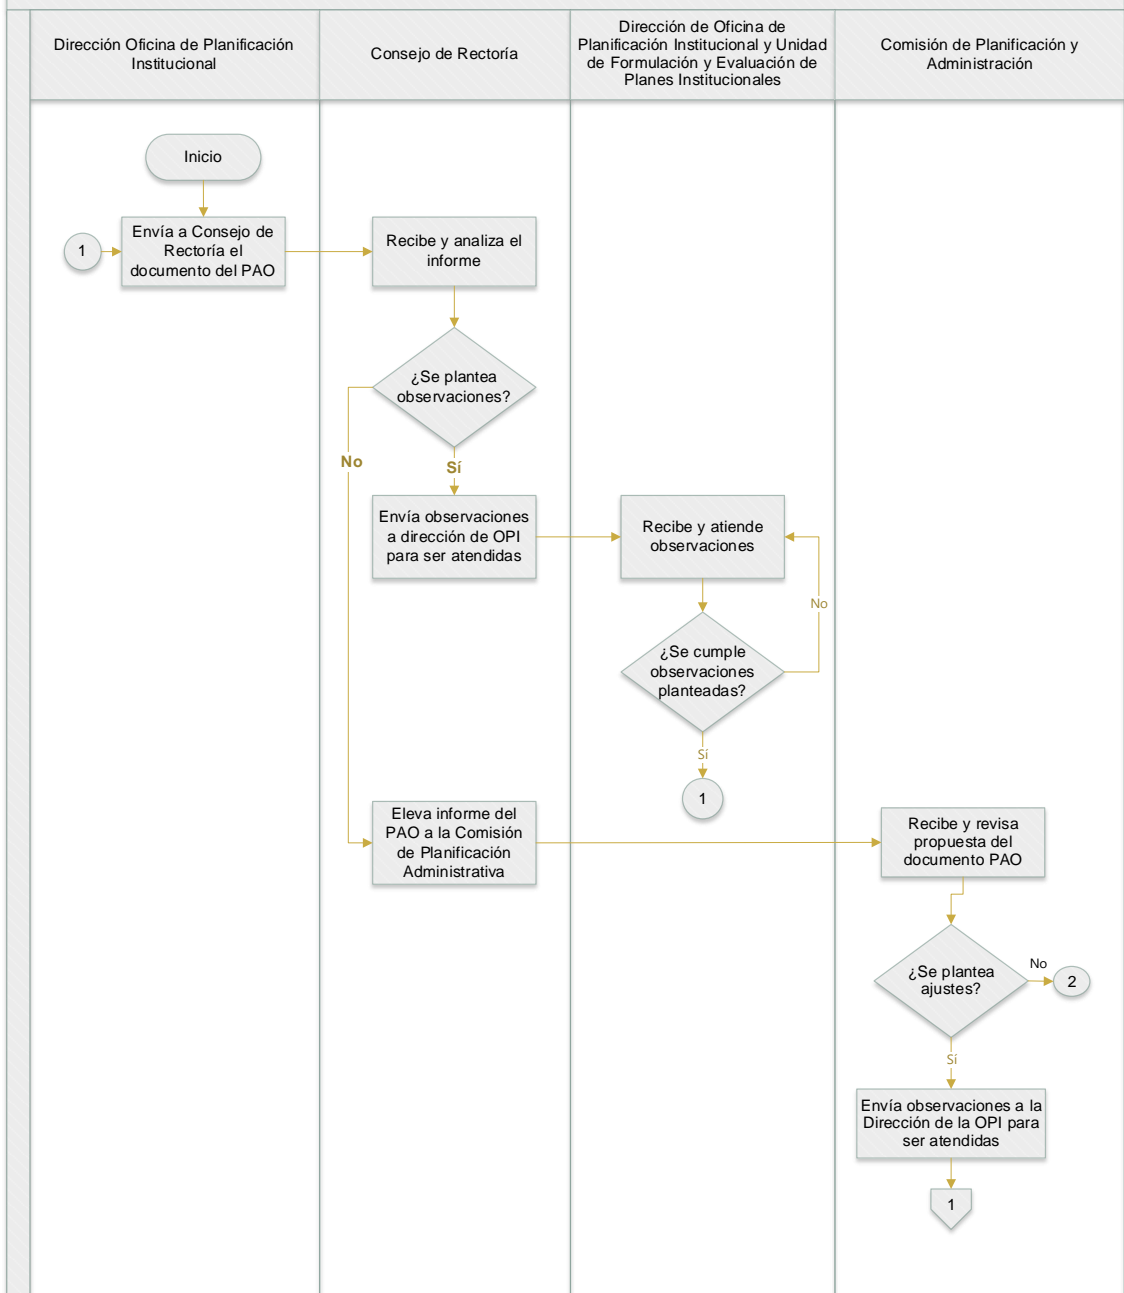 Dirección Oficina de Planificación
Institucional
Consejo de Rectoría
Dirección de Oficina de
Planificación Institucional y Unidad
de Formulación y Evaluación de
Planes Institucionales
Comisión de Planificación y
Administración
Inicio
1
Envía a Consejo de
Rectoría el
documento del PAO
Recibe y analiza el
informe
¿Se plantea
observaciones?
No
Sí
Envía observaciones
a dirección de OPI
para ser atendidas
Recibe y atiende
observaciones
No
¿Se cumple
observaciones
planteadas?
Sí
1
Eleva informe del
PAO a la Comisión
de Planificación
Administrativa
Recibe y revisa
propuesta del
documento PAO
¿Se plantea
ajustes?
No
2
Sí
Envía observaciones a la
Dirección de la OPI para
ser atendidas
1